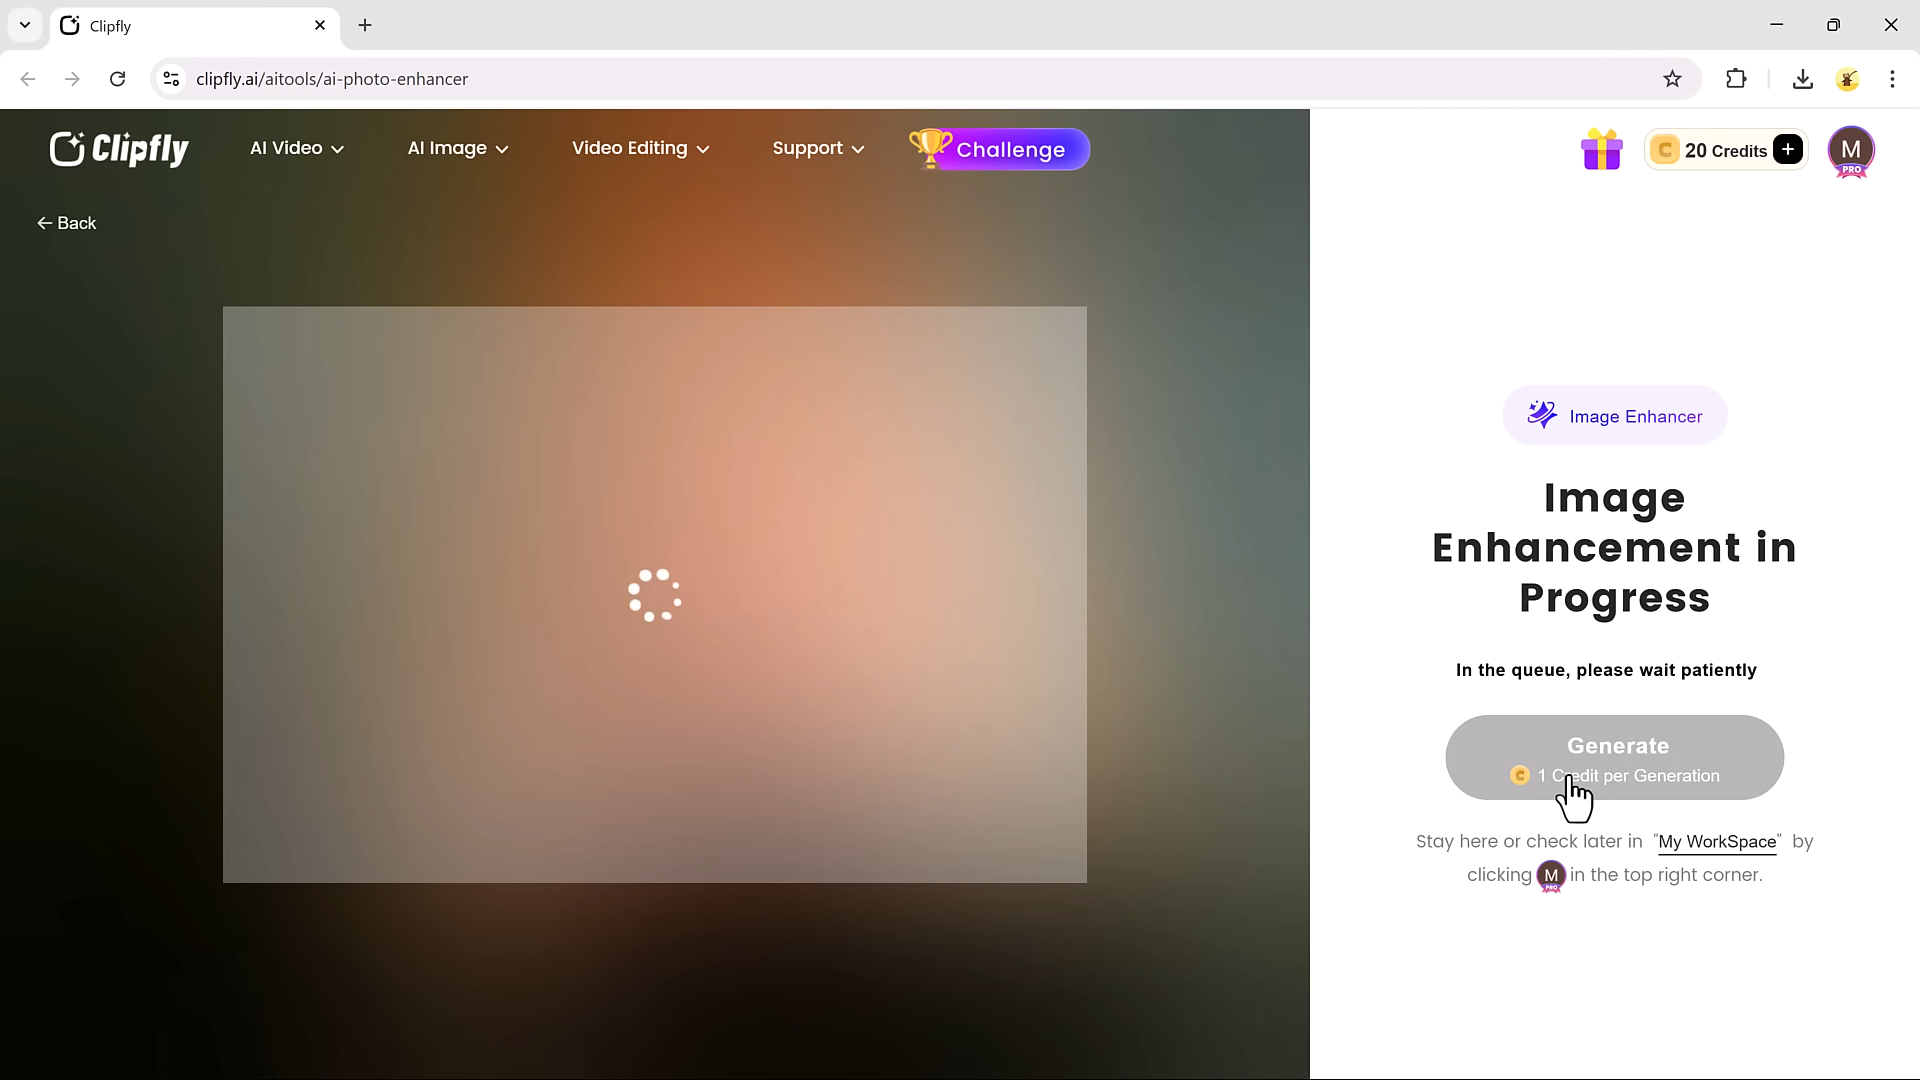 Clipfly
clipfly.ai/aitools/ai-photo-enhancer
Clipfly
AI Video
AI Image
Video Editing
Support
Challenge
C 20 Credits +
M
PRO
← Back
Image Enhancer
Image
Enhancement in
Progress
In the queue, please wait patiently
Generate
C 1 Credit per Generation
Stay here or check later in "My WorkSpace" by
clicking M PRO in the top right corner.